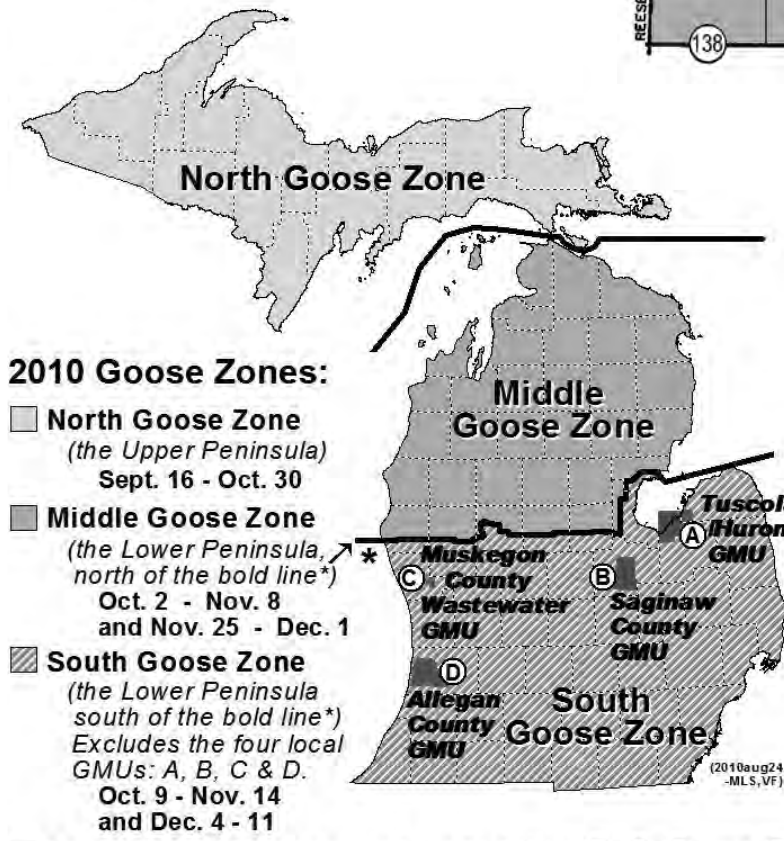 REESE
138
North Goose Zone
2010 Goose Zones:
North Goose Zone
(the Upper Peninsula)
Sept. 16 - Oct. 30
Middle Goose Zone
(the Lower Peninsula,
north of the bold line*)
Oct. 2 - Nov. 8
and Nov. 25 - Dec. 1
South Goose Zone
(the Lower Peninsula
south of the bold line*)
Excludes the four local
GMUs: A, B, C & D.
Oct. 9 - Nov. 14
and Dec. 4 - 11
Middle
Goose Zone
*
Tuscol
/Huron
GMU
A
C
Muskegon
County
Wastewater
GMU
B
Saginaw
County
GMU
D
Allegan
County
GMU
South
Goose Zone
(2010aug24
-MLS,VF)